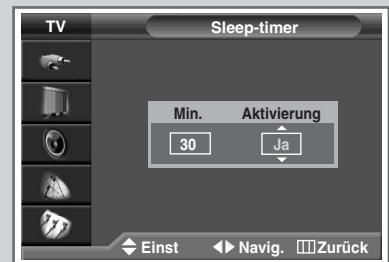 TV Sleep-timer
Min. Aktivierung
30 Ja
Einst Navig. Zurück